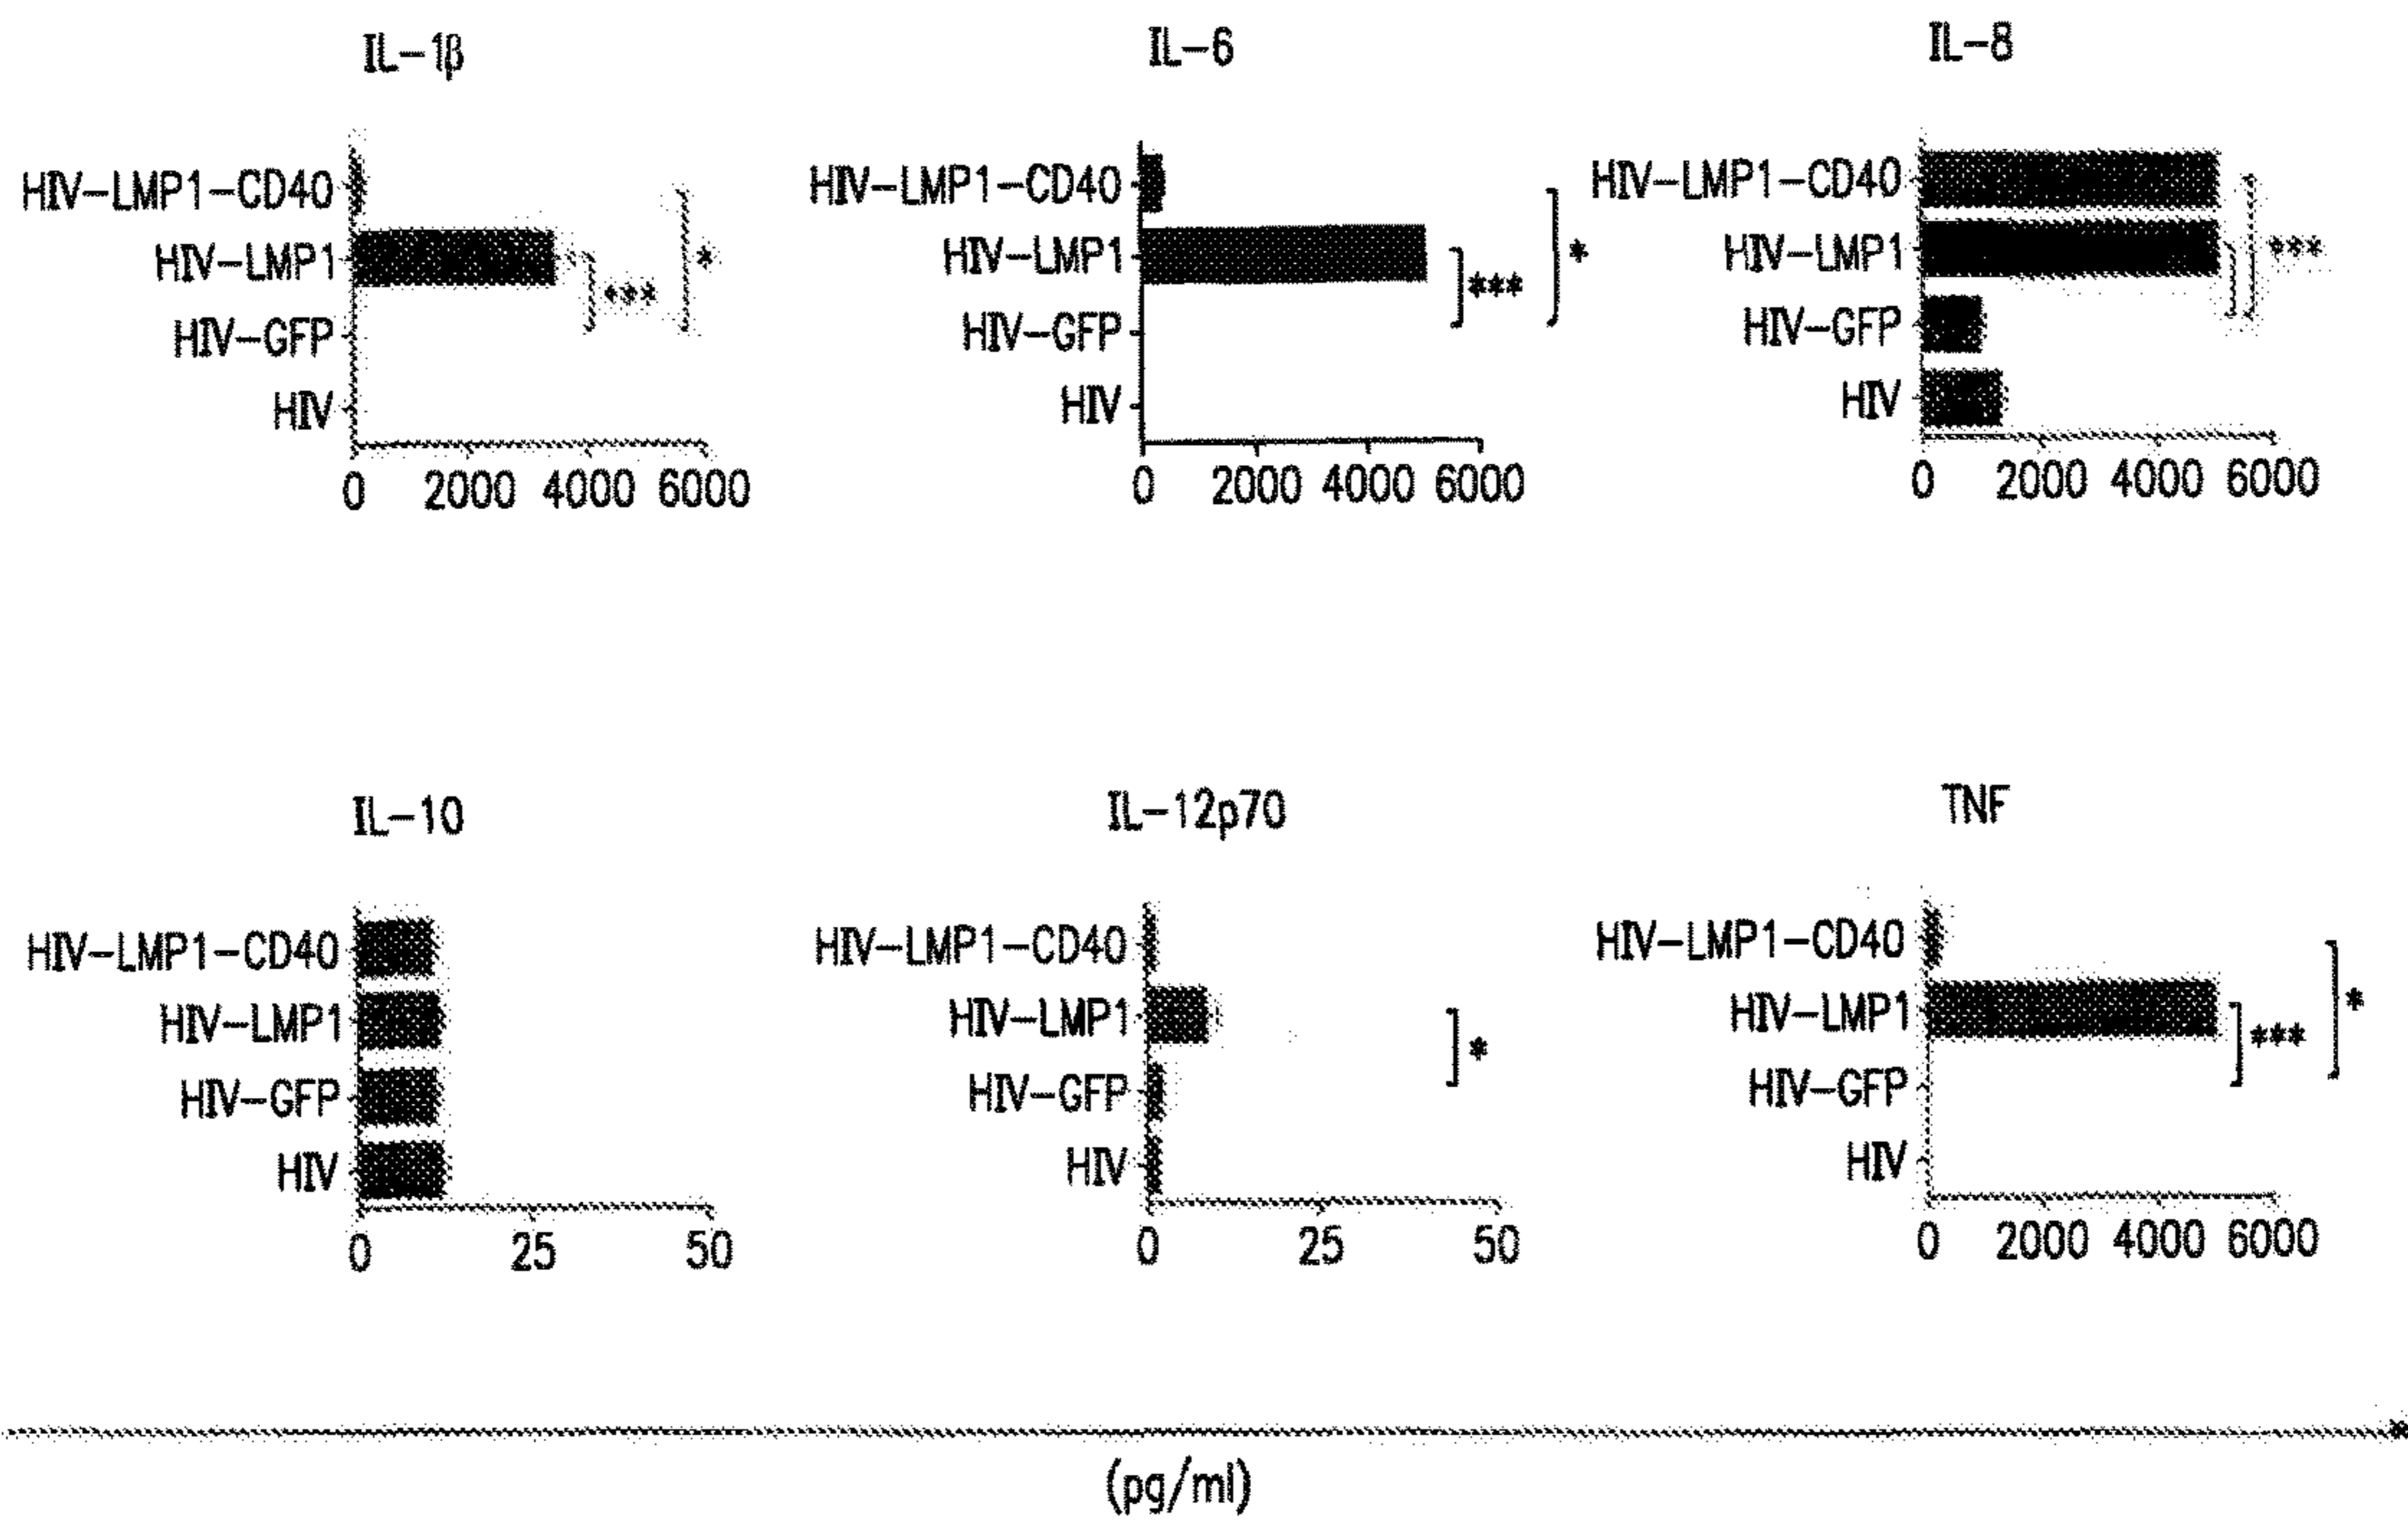 IL-1β
HIV-LMP1-CD40
HIV-LMP1
HIV-GFP
HIV
***
*
0 2000 4000 6000
IL-6
HIV-LMP1-CD40
HIV-LMP1
HIV-GFP
HIV
***
*
0 2000 4000 6000
IL-8
HIV-LMP1-CD40
HIV-LMP1
HIV-GFP
HIV
***
0 2000 4000 6000
IL-10
HIV-LMP1-CD40
HIV-LMP1
HIV-GFP
HIV
0 25 50
IL-12p70
HIV-LMP1-CD40
HIV-LMP1
HIV-GFP
HIV
*
0 25 50
TNF
HIV-LMP1-CD40
HIV-LMP1
HIV-GFP
HIV
***
*
0 2000 4000 6000
(pg/ml)